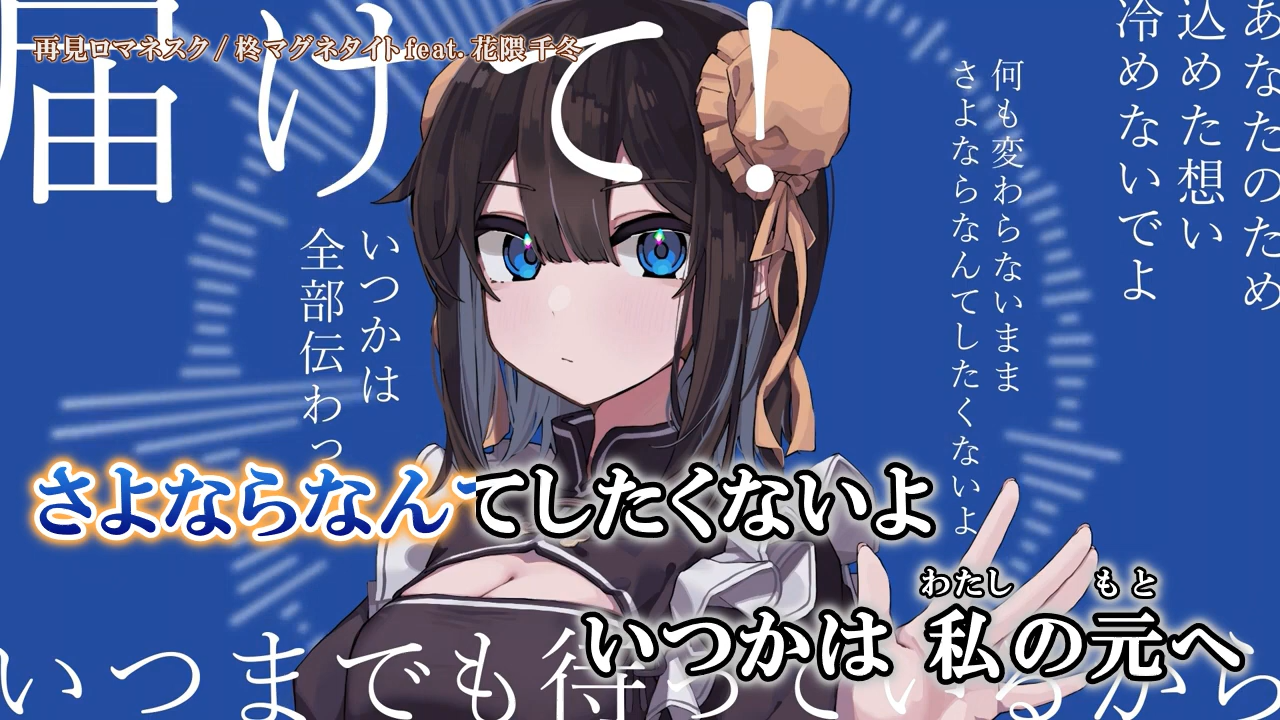 再見ロマネスク / 柊マグネタイト feat. 花隈千冬
届けて!
あなたのため
込めた想い
冷めないでよ
何も変わらないまま
さよならなんてしたくないよ
いつかは
全部伝わっ
さよならなんてしたくないよ
わたし もと
いつかは 私の元へ
いつまでも待っているから